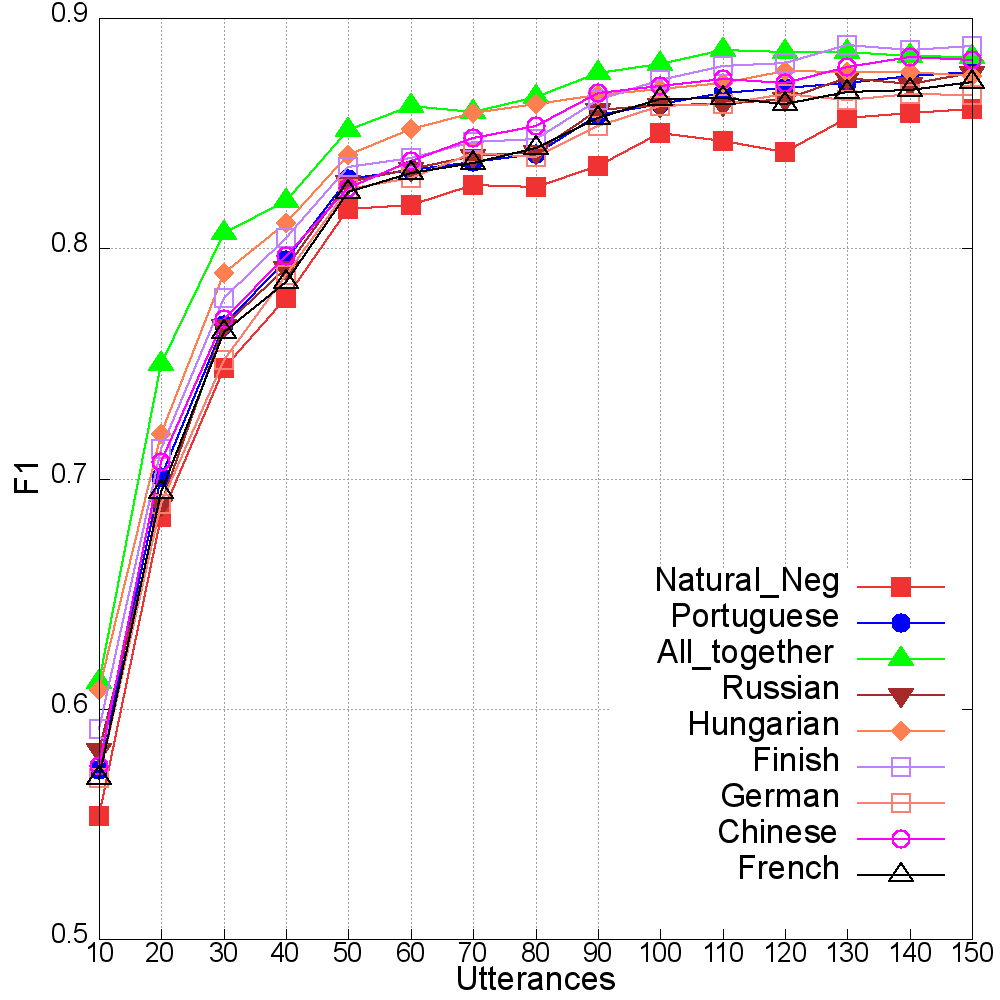 0.9
0.8
0.7
0.6
0.5
F1
10 20 30 40 50 60 70 80 90 100 110 120 130 140 150
Utterances
Natural_Neg
Portuguese
All_together
Russian
Hungarian
Finish
German
Chinese
French